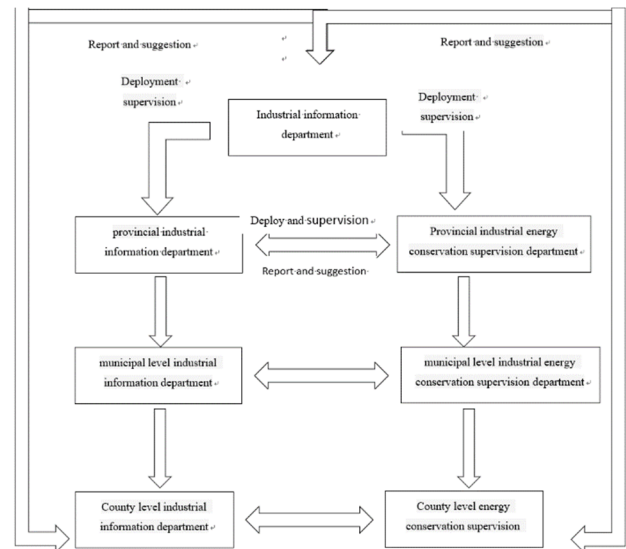 Report and suggestion
Report and suggestion
Deployment
supervision
Deployment
supervision
Industrial information
department
provincial industrial
information department
Deploy and supervision
Report and suggestion
Provincial industrial energy
conservation supervision department
municipal level industrial
information department
municipal level industrial energy
conservation supervision department
County level industrial
information department
County level energy
conservation supervision